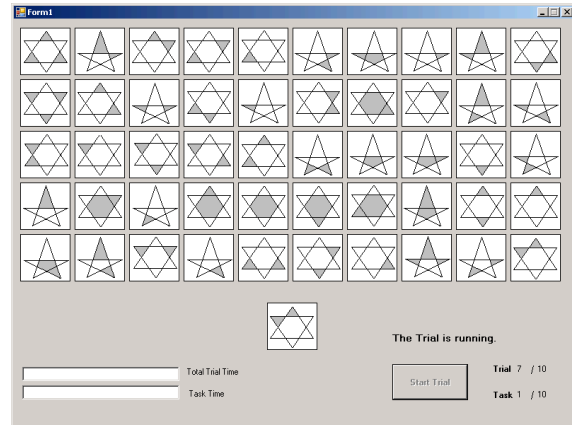 Form1
The Trial is running.
Total Trial Time
Task Time
Start Trial
Trial 7 / 10
Task 1 / 10